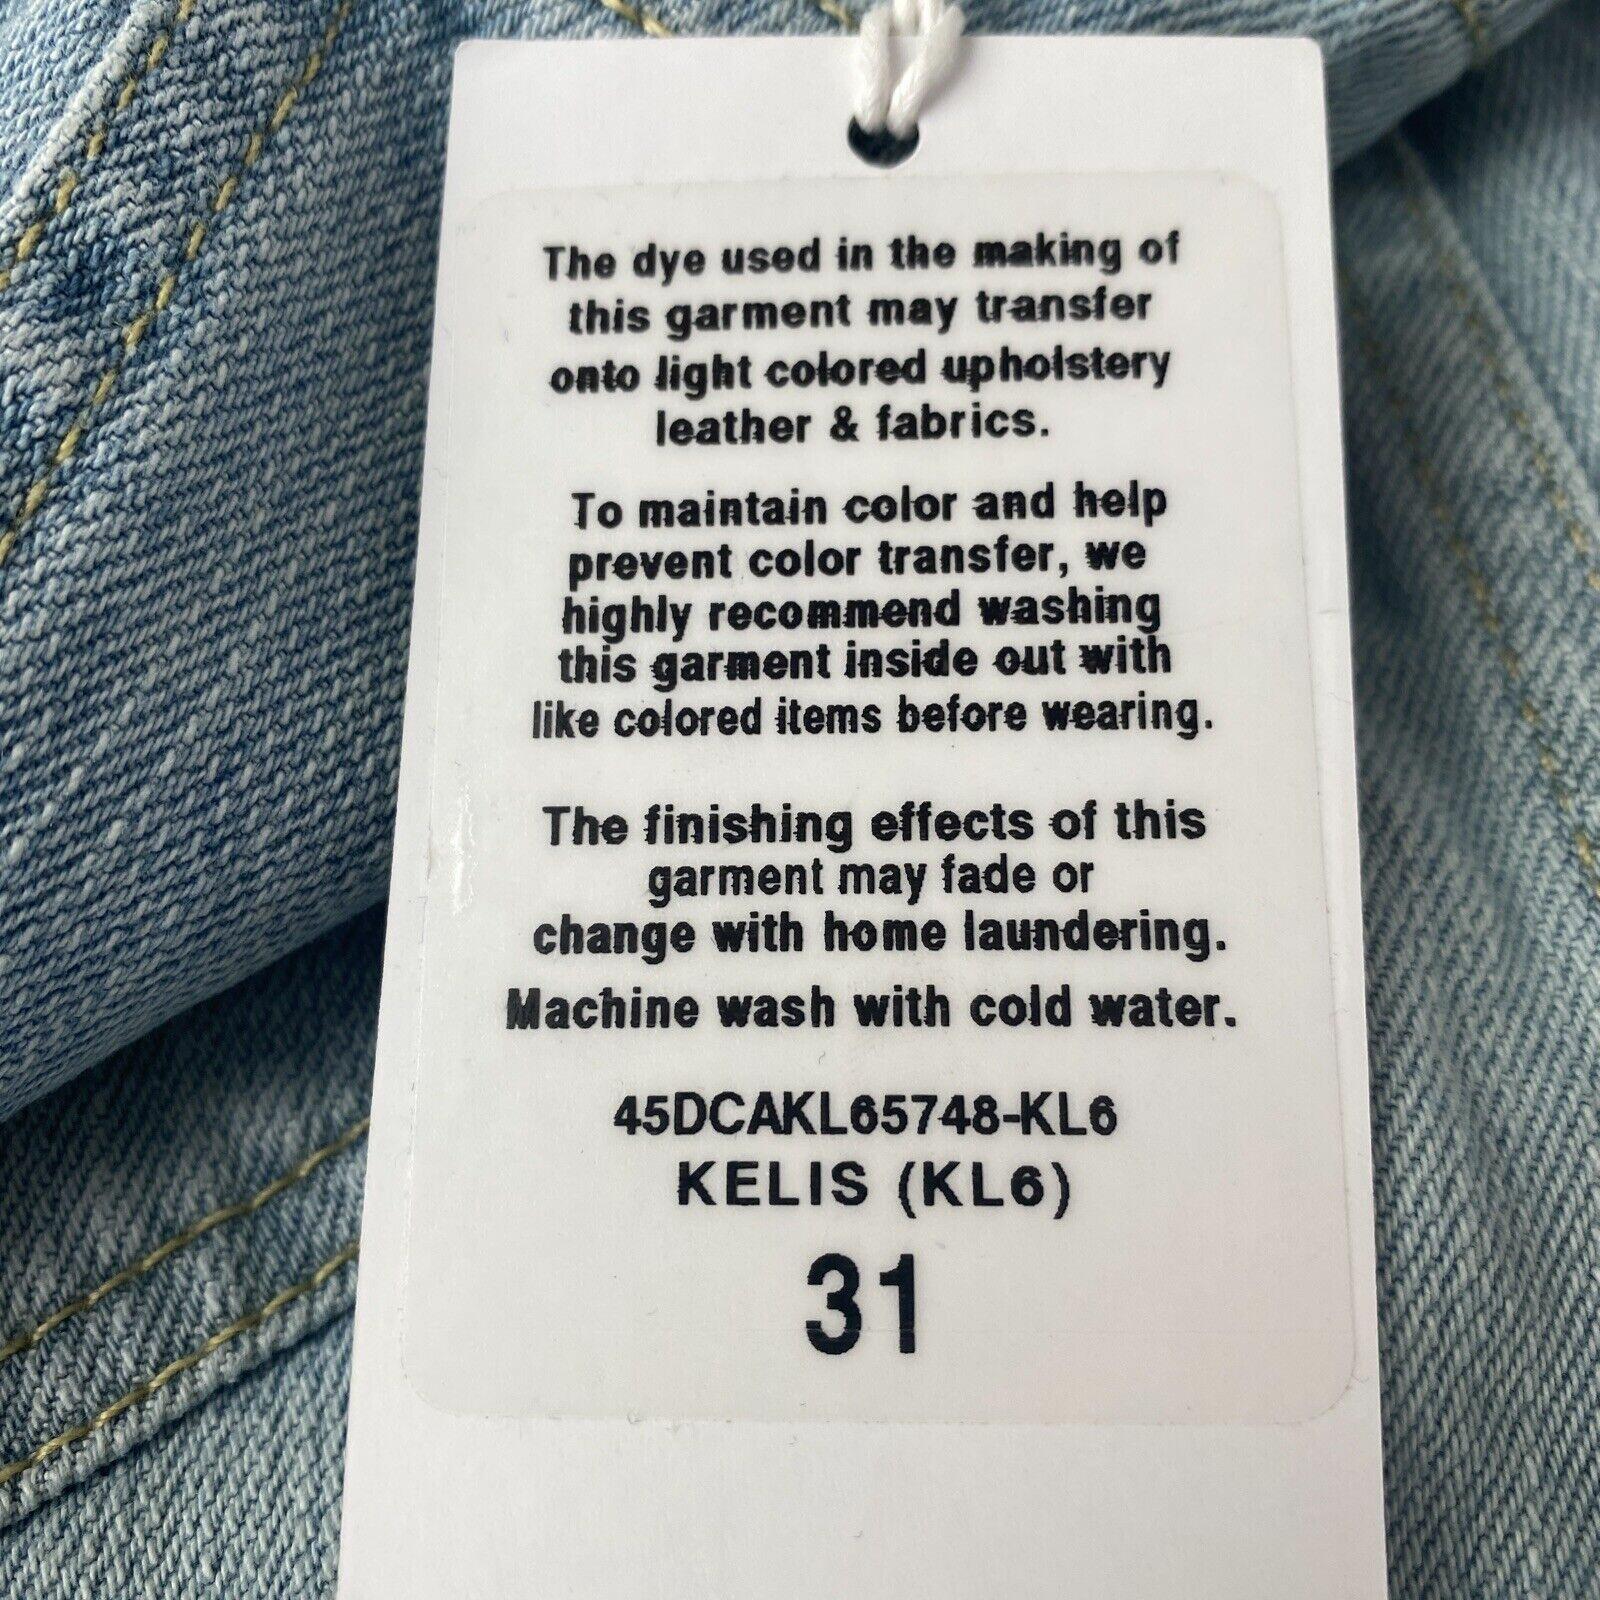 The dye used in the making of
this garment may transfer
onto light colored upholstery
leather & fabrics.
To maintain color and help
prevent color transfer, we
highly recommend washing
this garment inside out with
like colored items before wearing.
The finishing effects of this
garment may fade or
change with home laundering.
Machine wash with cold water.
45DCAKL65748-KL6
KELIS (KL6)
31